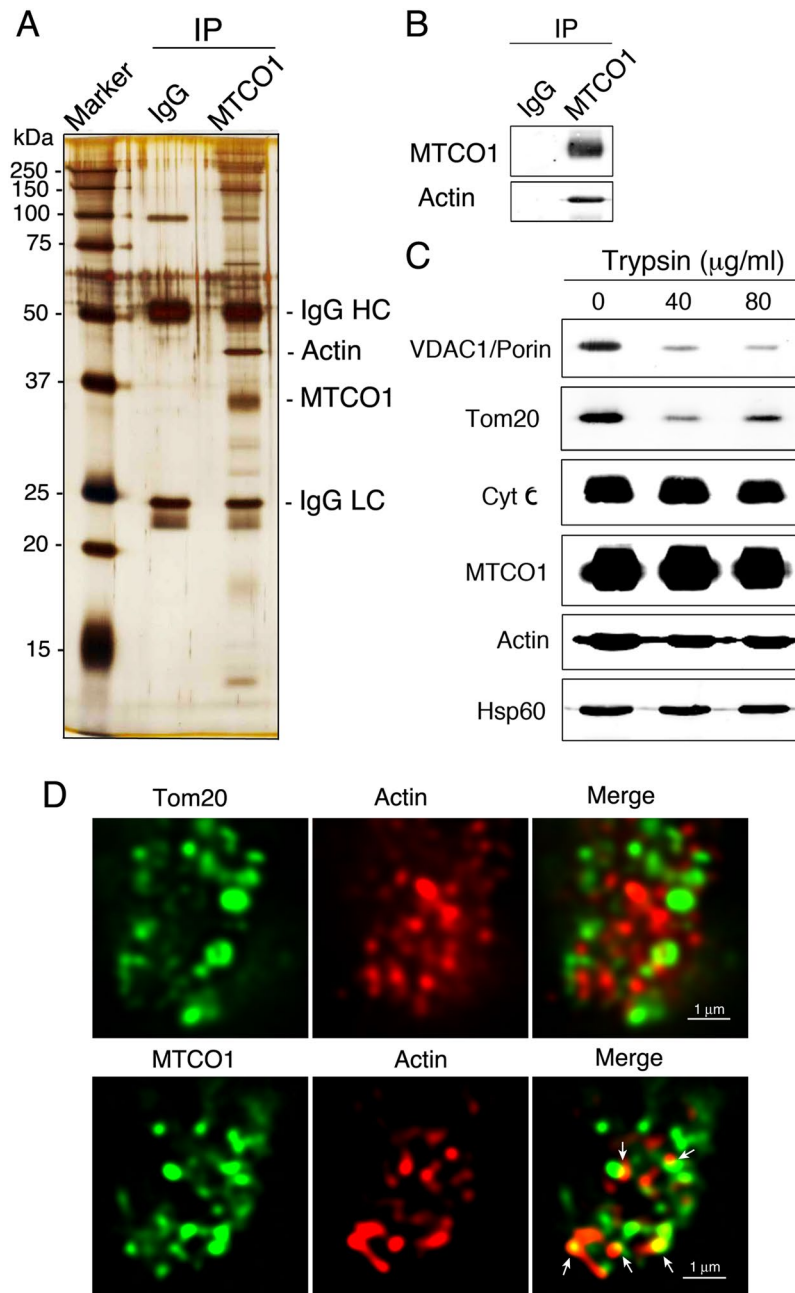 A
IP
Marker
IgG
MTCO1
kDa
250 -
150 -
100 -
75 -
50 -
37 -
25 -
20 -
15 -
- IgG HC
- Actin
- MTCO1
- IgG LC
B
IP
IgG
MTCO1
MTCO1
Actin
C
Trypsin (μg/ml)
0 40 80
VDAC1/Porin
Tom20
Cyt c
MTCO1
Actin
Hsp60
D
Tom20 Actin Merge
1 μm
MTCO1 Actin Merge
1 μm